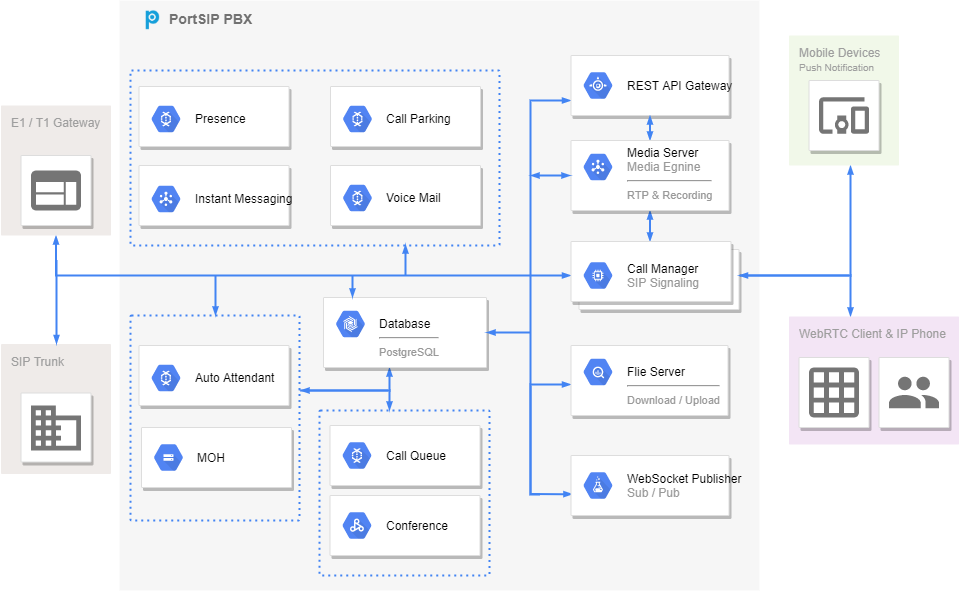 PortSIP PBX
E1 / T1 Gateway
SIP Trunk
Presence
Call Parking
Instant Messaging
Voice Mail
Auto Attendant
MOH
Database
PostgreSQL
Call Queue
Conference
REST API Gateway
Media Server
Media Egnine
RTP & Recording
Call Manager
SIP Signaling
Flie Server
Download / Upload
WebSocket Publisher
Sub / Pub
Mobile Devices
Push Notification
WebRTC Client & IP Phone